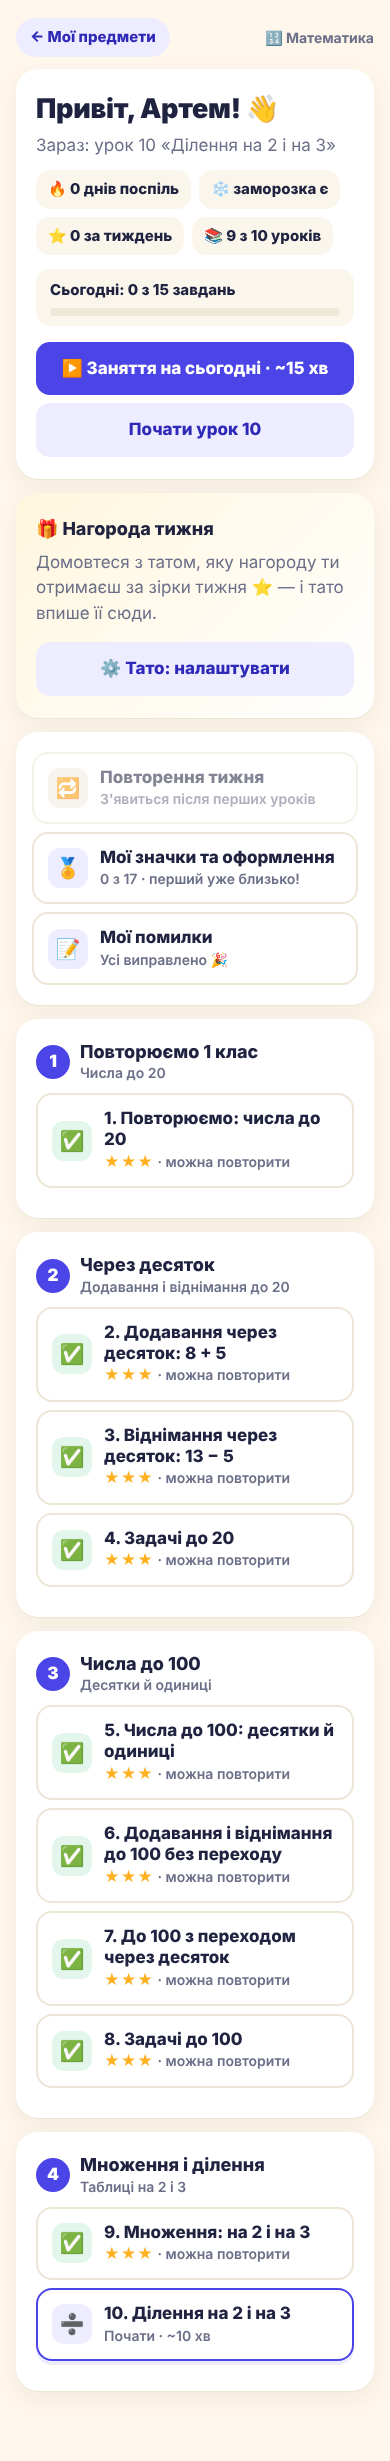 ← Мої предмети
Математика
Привіт, Артем! 👋
Зараз: урок 10 «Ділення на 2 і на 3»
🔥 0 днів поспіль
❄️ заморозка є
⭐ 0 за тиждень
📚 9 з 10 уроків
Сьогодні: 0 з 15 завдань
▶️ Заняття на сьогодні · ~15 хв
Почати урок 10
🎁 Нагорода тижня
Домовтеся з татом, яку нагороду ти
отримаєш за зірки тижня ⭐ — і тато
впише її сюди.
⚙️ Тато: налаштувати
Повторення тижня
З'явиться після перших уроків
Мої значки та оформлення
0 з 17 · перший уже близько!
Мої помилки
Усі виправлено 🎉
1
Повторюємо 1 клас
Числа до 20
1. Повторюємо: числа до
20
★★★ · можна повторити
2
Через десяток
Додавання і віднімання до 20
2. Додавання через
десяток: 8 + 5
★★★ · можна повторити
3. Віднімання через
десяток: 13 − 5
★★★ · можна повторити
4. Задачі до 20
★★★ · можна повторити
3
Числа до 100
Десятки й одиниці
5. Числа до 100: десятки й
одиниці
★★★ · можна повторити
6. Додавання і віднімання
до 100 без переходу
★★★ · можна повторити
7. До 100 з переходом
через десяток
★★★ · можна повторити
8. Задачі до 100
★★★ · можна повторити
4
Множення і ділення
Таблиці на 2 і 3
9. Множення: на 2 і на 3
★★★ · можна повторити
10. Ділення на 2 і на 3
Почати · ~10 хв